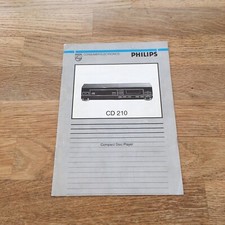 PHILIPS
CD 210
Compact Disc Player